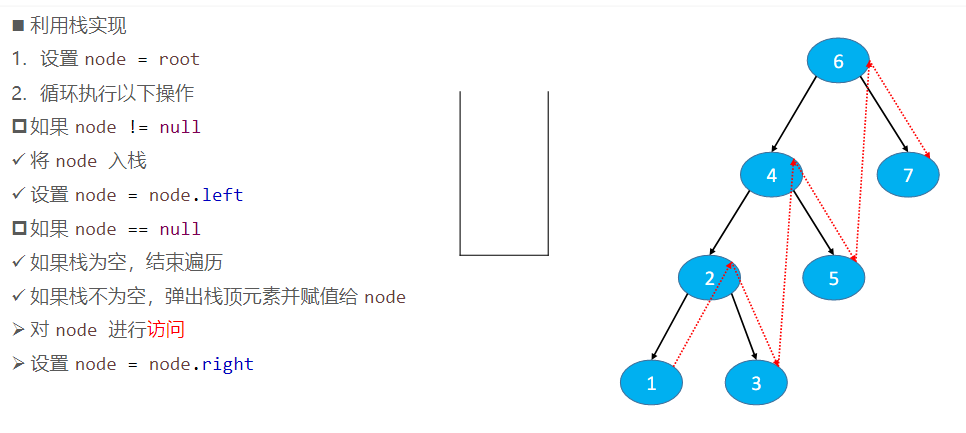 ■ 利用栈实现
1. 设置 node = root
2. 循环执行以下操作
◘ 如果 node != null
✓ 将 node 入栈
✓ 设置 node = node.left
◘ 如果 node == null
✓ 如果栈为空，结束遍历
✓ 如果栈不为空，弹出栈顶元素并赋值给 node
➢ 对 node 进行访问
➢ 设置 node = node.right
6
4
7
2
5
1
3